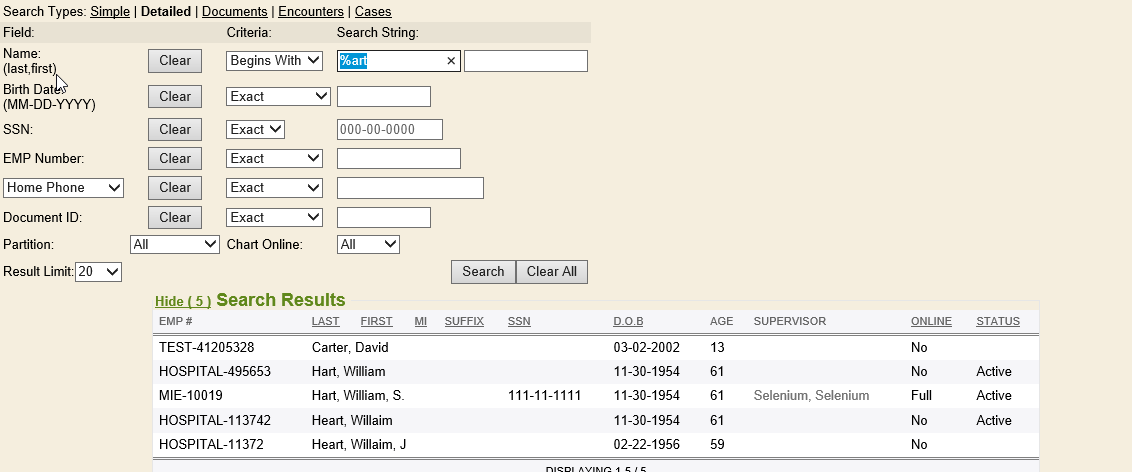 Search Types: Simple | Detailed | Documents | Encounters | Cases
Field: Criteria: Search String:
Name:
(last,first) Clear Begins With %art ×
Birth Date:
(MM-DD-YYYY) Clear Exact
SSN: Clear Exact 000-00-0000
EMP Number: Clear Exact
Home Phone Clear Exact
Document ID: Clear Exact
Partition: All Chart Online: All
Result Limit: 20 Search Clear All
Hide ( 5 ) Search Results
EMP # LAST FIRST MI SUFFIX SSN D.O.B AGE SUPERVISOR ONLINE STATUS
TEST-41205328 Carter, David 03-02-2002 13 No
HOSPITAL-495653 Hart, William 11-30-1954 61 No Active
MIE-10019 Hart, William, S. 111-11-1111 11-30-1954 61 Selenium, Selenium Full Active
HOSPITAL-113742 Heart, Willaim 11-30-1954 61 No Active
HOSPITAL-11372 Heart, Willaim, J 02-22-1956 59 No
DISPLAYING 1-5 / 5